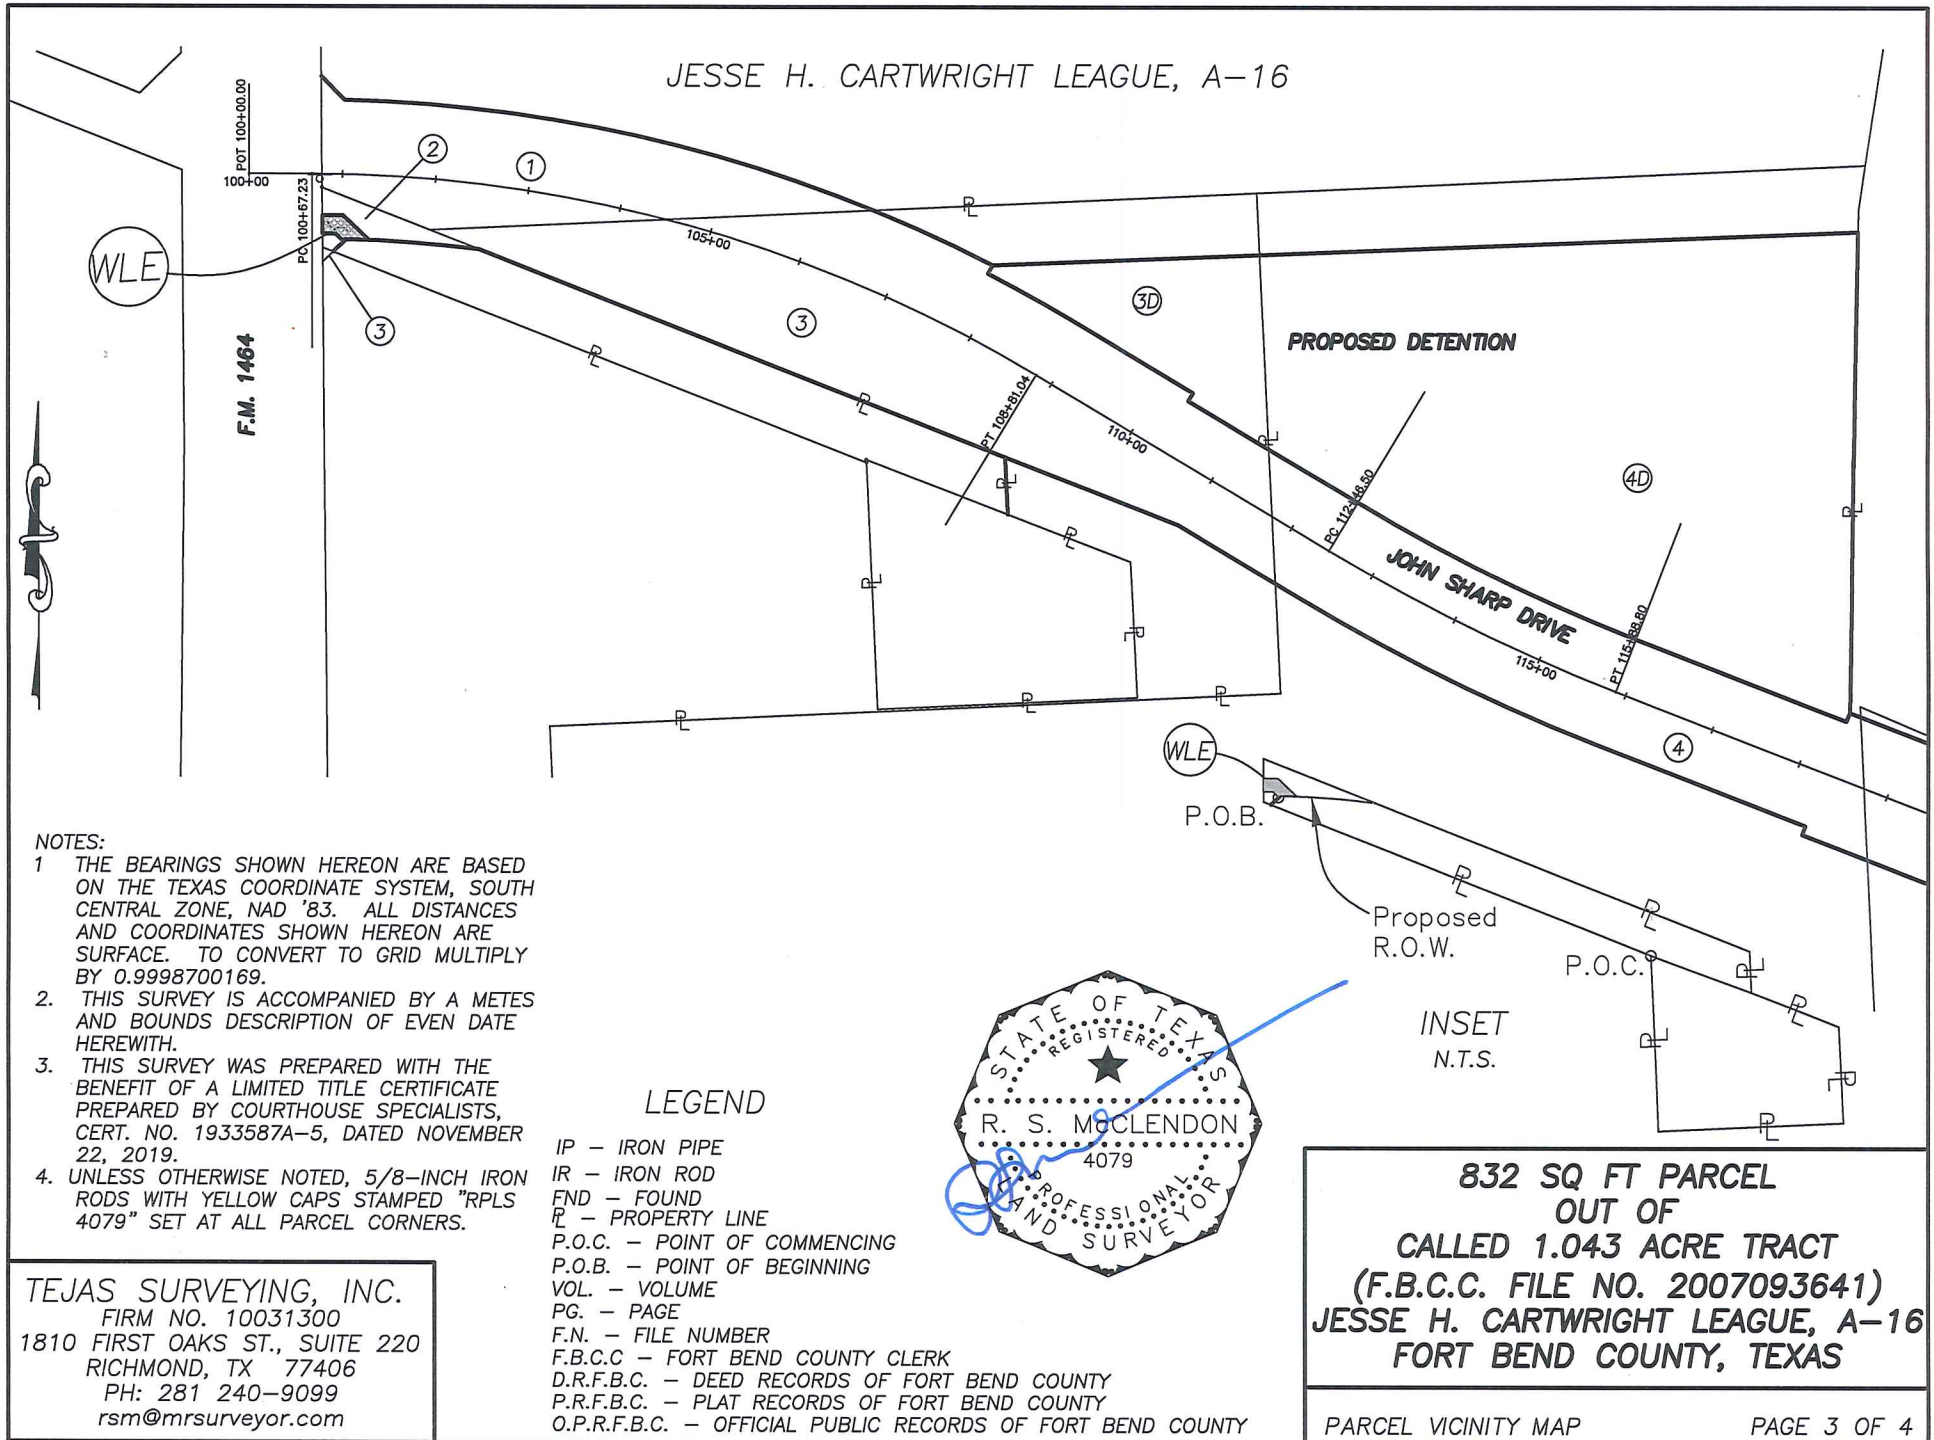 JESSE H. CARTWRIGHT LEAGUE, A-16
POT 100+00.00
100+00
PC 100+67.23
2
1
WLE
3
F.M. 1464
P
L
105+00
3
3D
PROPOSED DETENTION
PT 108+81.04
110+00
4D
PC 112+46.50
JOHN SHARP DRIVE
115+00
PT 115+88.80
4
WLE
P.O.B.
Proposed
R.O.W.
P.O.C.
INSET
N.T.S.
NOTES:
1 THE BEARINGS SHOWN HEREON ARE BASED
ON THE TEXAS COORDINATE SYSTEM, SOUTH
CENTRAL ZONE, NAD '83. ALL DISTANCES
AND COORDINATES SHOWN HEREON ARE
SURFACE. TO CONVERT TO GRID MULTIPLY
BY 0.9998700169.
2. THIS SURVEY IS ACCOMPANIED BY A METES
AND BOUNDS DESCRIPTION OF EVEN DATE
HEREWITH.
3. THIS SURVEY WAS PREPARED WITH THE
BENEFIT OF A LIMITED TITLE CERTIFICATE
PREPARED BY COURTHOUSE SPECIALISTS,
CERT. NO. 1933587A-5, DATED NOVEMBER
22, 2019.
4. UNLESS OTHERWISE NOTED, 5/8-INCH IRON
RODS WITH YELLOW CAPS STAMPED "RPLS
4079" SET AT ALL PARCEL CORNERS.
LEGEND
IP - IRON PIPE
IR - IRON ROD
FND - FOUND
PL - PROPERTY LINE
P.O.C. - POINT OF COMMENCING
P.O.B. - POINT OF BEGINNING
VOL. - VOLUME
PG. - PAGE
F.N. - FILE NUMBER
F.B.C.C - FORT BEND COUNTY CLERK
D.R.F.B.C. - DEED RECORDS OF FORT BEND COUNTY
P.R.F.B.C. - PLAT RECORDS OF FORT BEND COUNTY
O.P.R.F.B.C. - OFFICIAL PUBLIC RECORDS OF FORT BEND COUNTY
STATE OF TEXAS
REGISTERED
R. S. McCLENDON
4079
PROFESSIONAL
LAND SURVEYOR
TEJAS SURVEYING, INC.
FIRM NO. 10031300
1810 FIRST OAKS ST., SUITE 220
RICHMOND, TX 77406
PH: 281 240-9099
rsm@mrsurveyor.com
832 SQ FT PARCEL
OUT OF
CALLED 1.043 ACRE TRACT
(F.B.C.C. FILE NO. 2007093641)
JESSE H. CARTWRIGHT LEAGUE, A-16
FORT BEND COUNTY, TEXAS
PARCEL VICINITY MAP
PAGE 3 OF 4